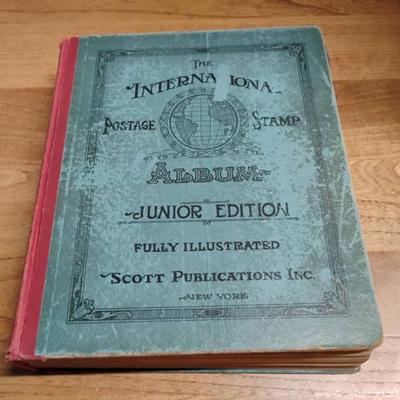 THE
INTERNA IONA
POSTAGE STAMP
ALBUM
JUNIOR EDITION
FULLY ILLUSTRATED
SCOTT PUBLICATIONS INC.
NEW YORK